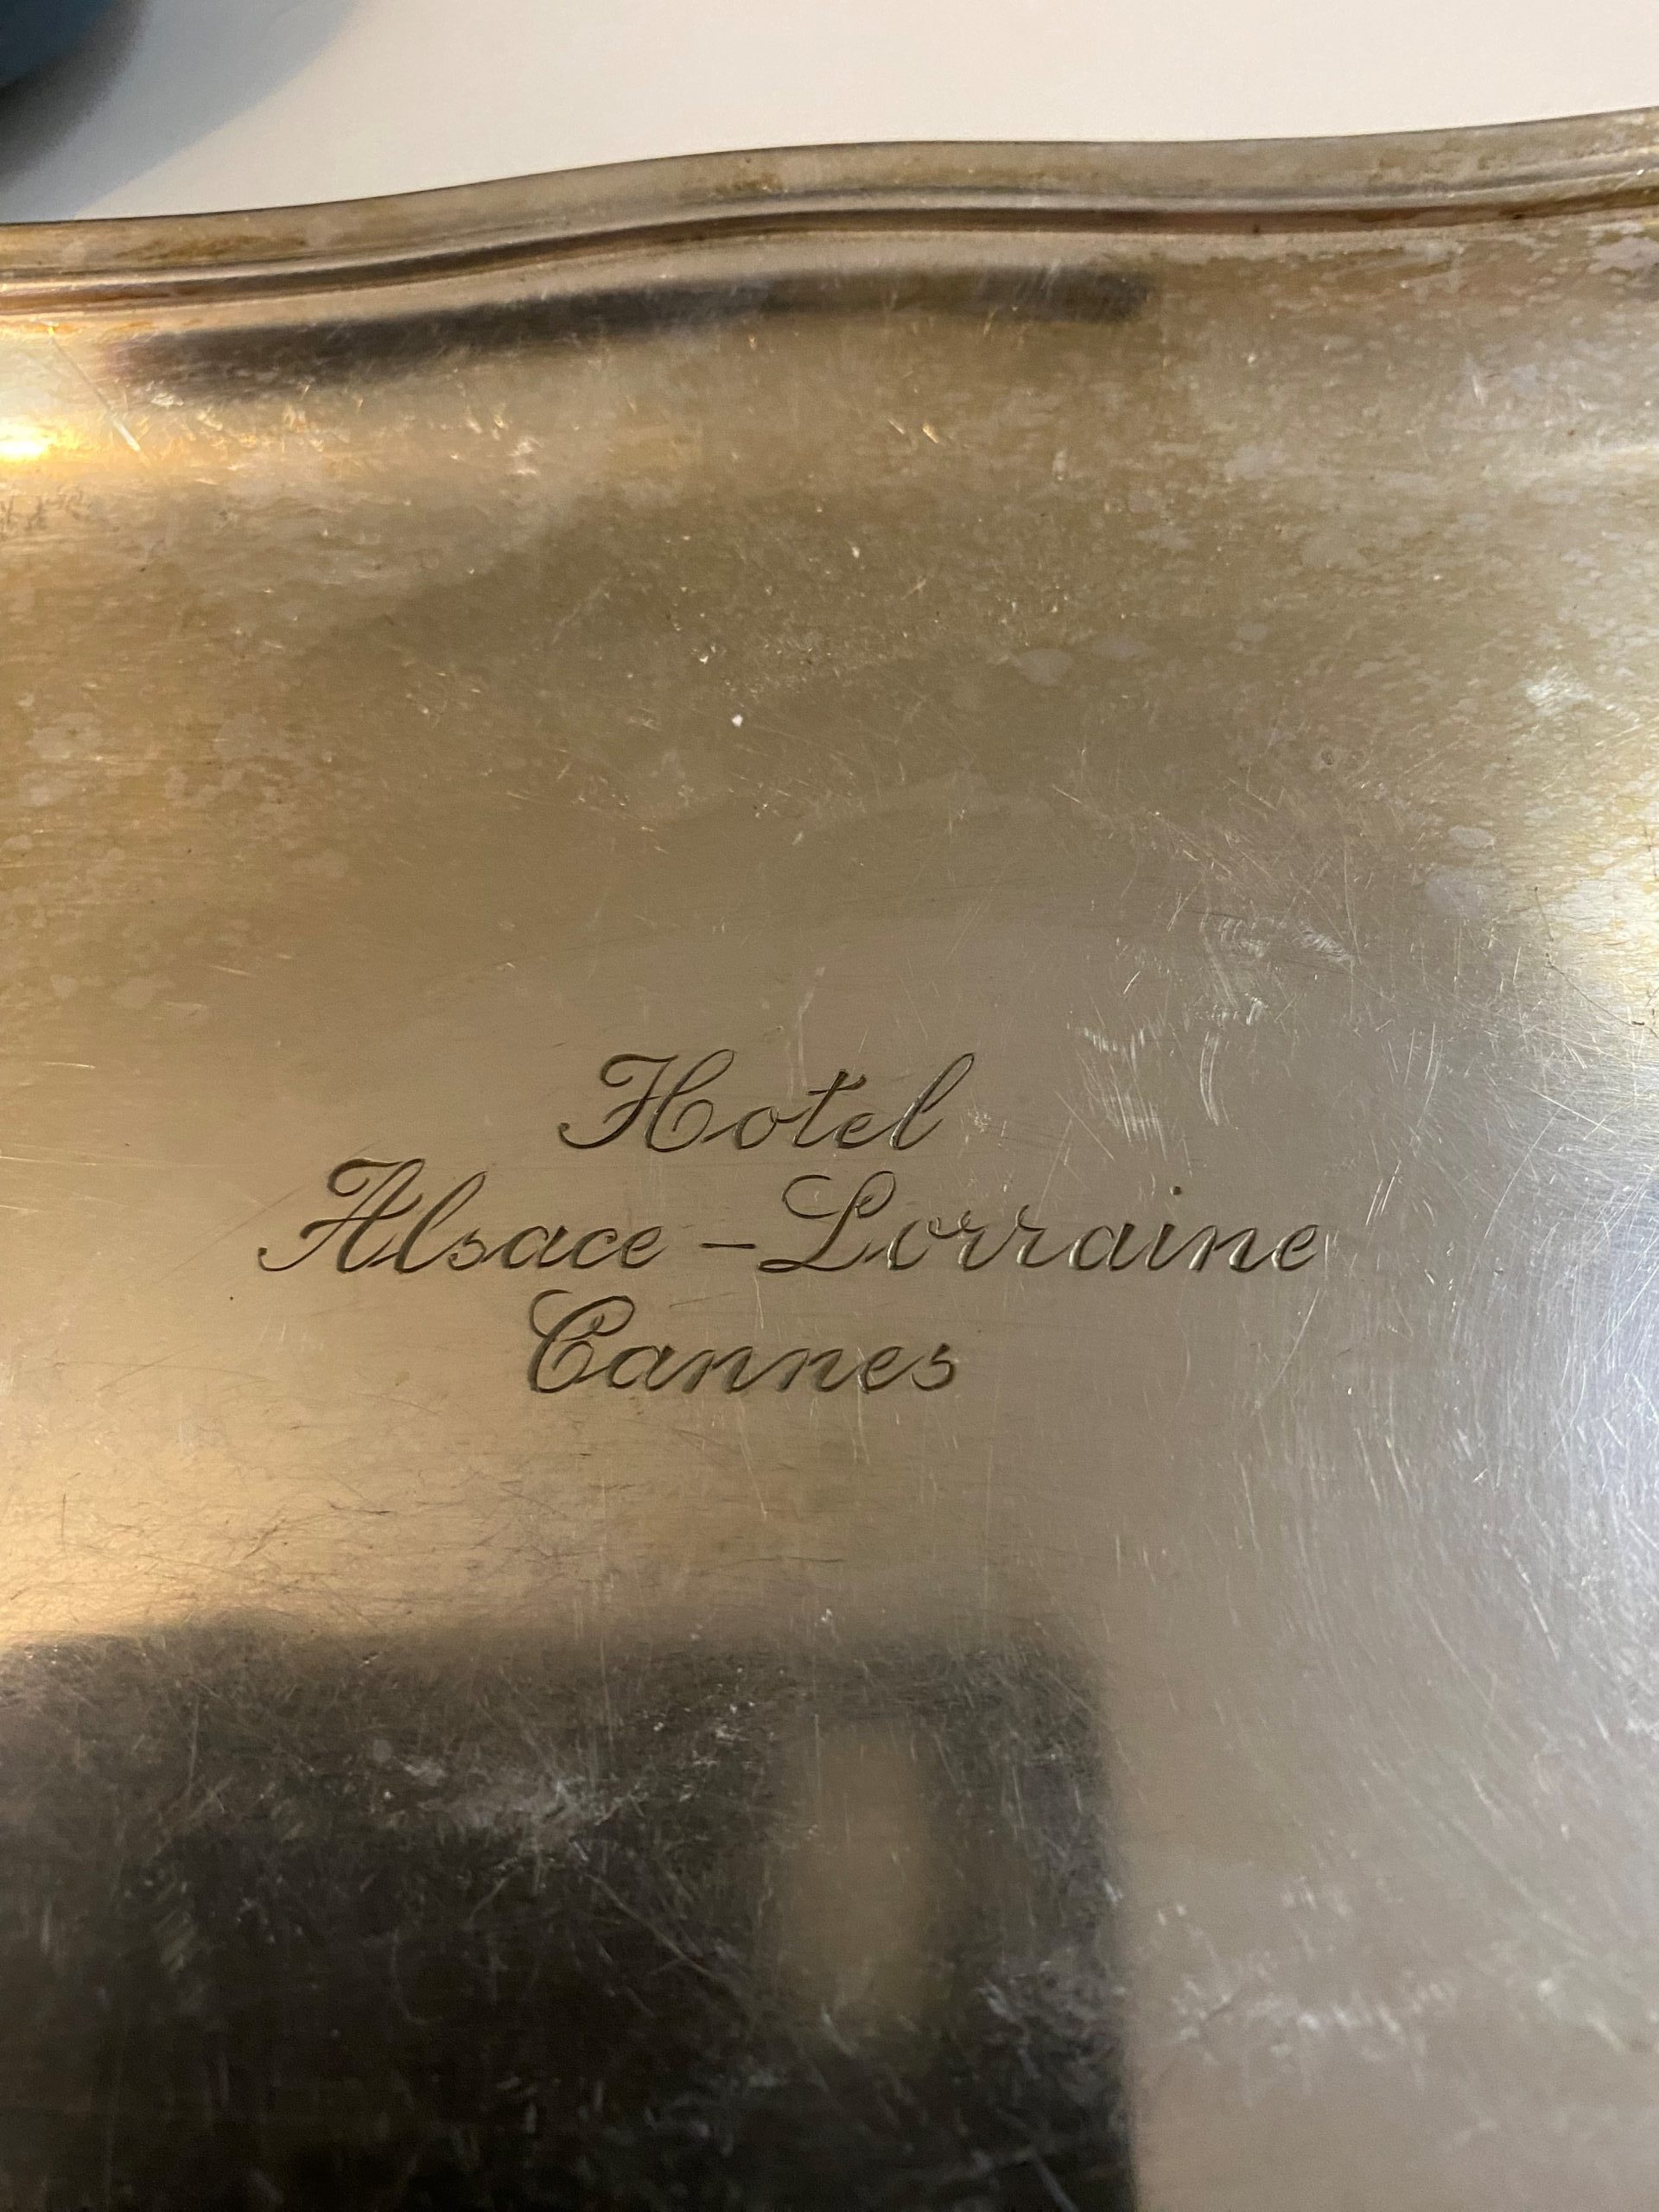 Hotel
Alsace - Lorraine
Cannes